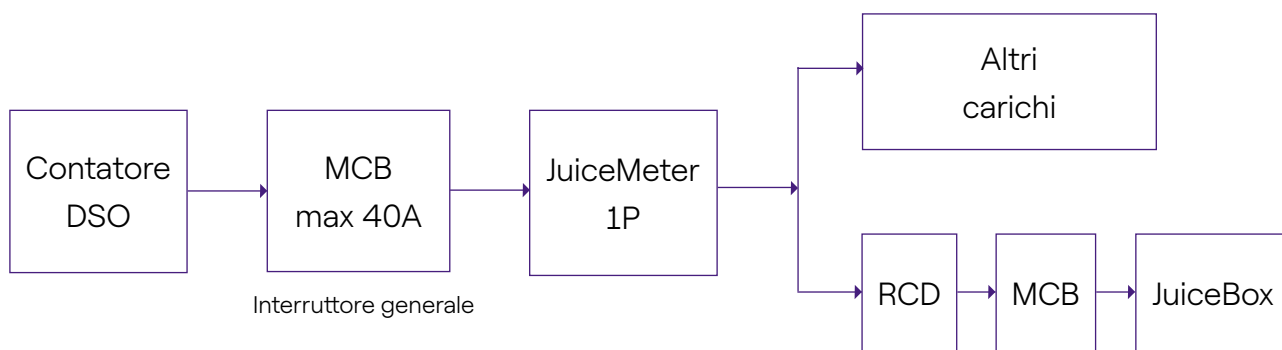 Contatore
DSO
MCB
max 40A
Interruttore generale
JuiceMeter
1P
Altri
carichi
RCD
MCB
JuiceBox